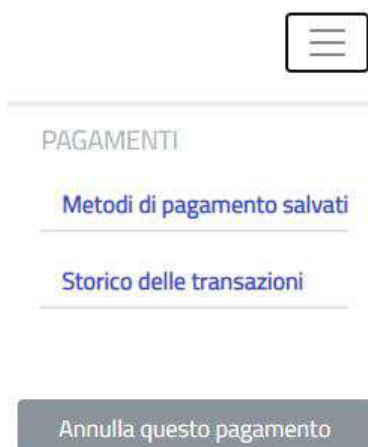 PAGAMENTI
Metodi di pagamento salvati
Storico delle transazioni
Annulla questo pagamento